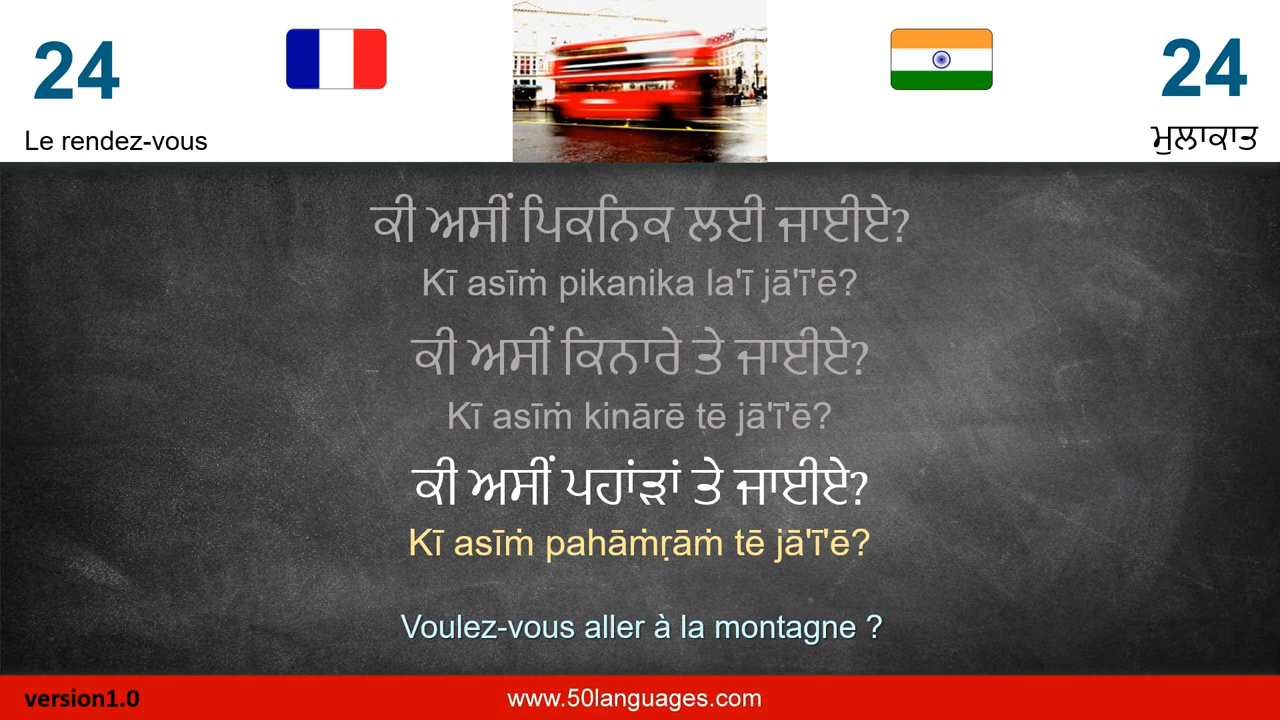 24
24
Le rendez-vous
ਮੁਲਾਕਾਤ
ਕੀ ਅਸੀਂ ਪਿਕਨਿਕ ਲਈ ਜਾਈਏ?
Kī asīṁ pikanika la'ī jā'ī'ē?
ਕੀ ਅਸੀਂ ਕਿਨਾਰੇ ਤੇ ਜਾਈਏ?
Kī asīṁ kinārē tē jā'ī'ē?
ਕੀ ਅਸੀਂ ਪਹਾਂੜਾਂ ਤੇ ਜਾਈਏ?
Kī asīṁ pahāṁṛāṁ tē jā'ī'ē?
Voulez-vous aller à la montagne ?
version1.0
www.50languages.com